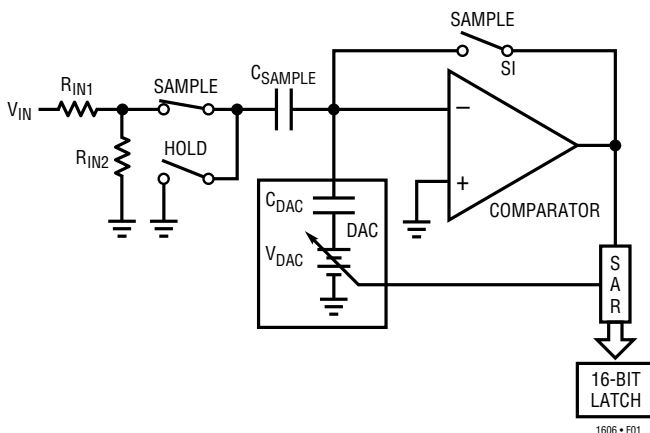 SAMPLE
SI
R_IN1
V_IN
SAMPLE
C_SAMPLE
R_IN2
HOLD
−
+
COMPARATOR
C_DAC
DAC
V_DAC
S
A
R
16-BIT
LATCH
1606 • F01